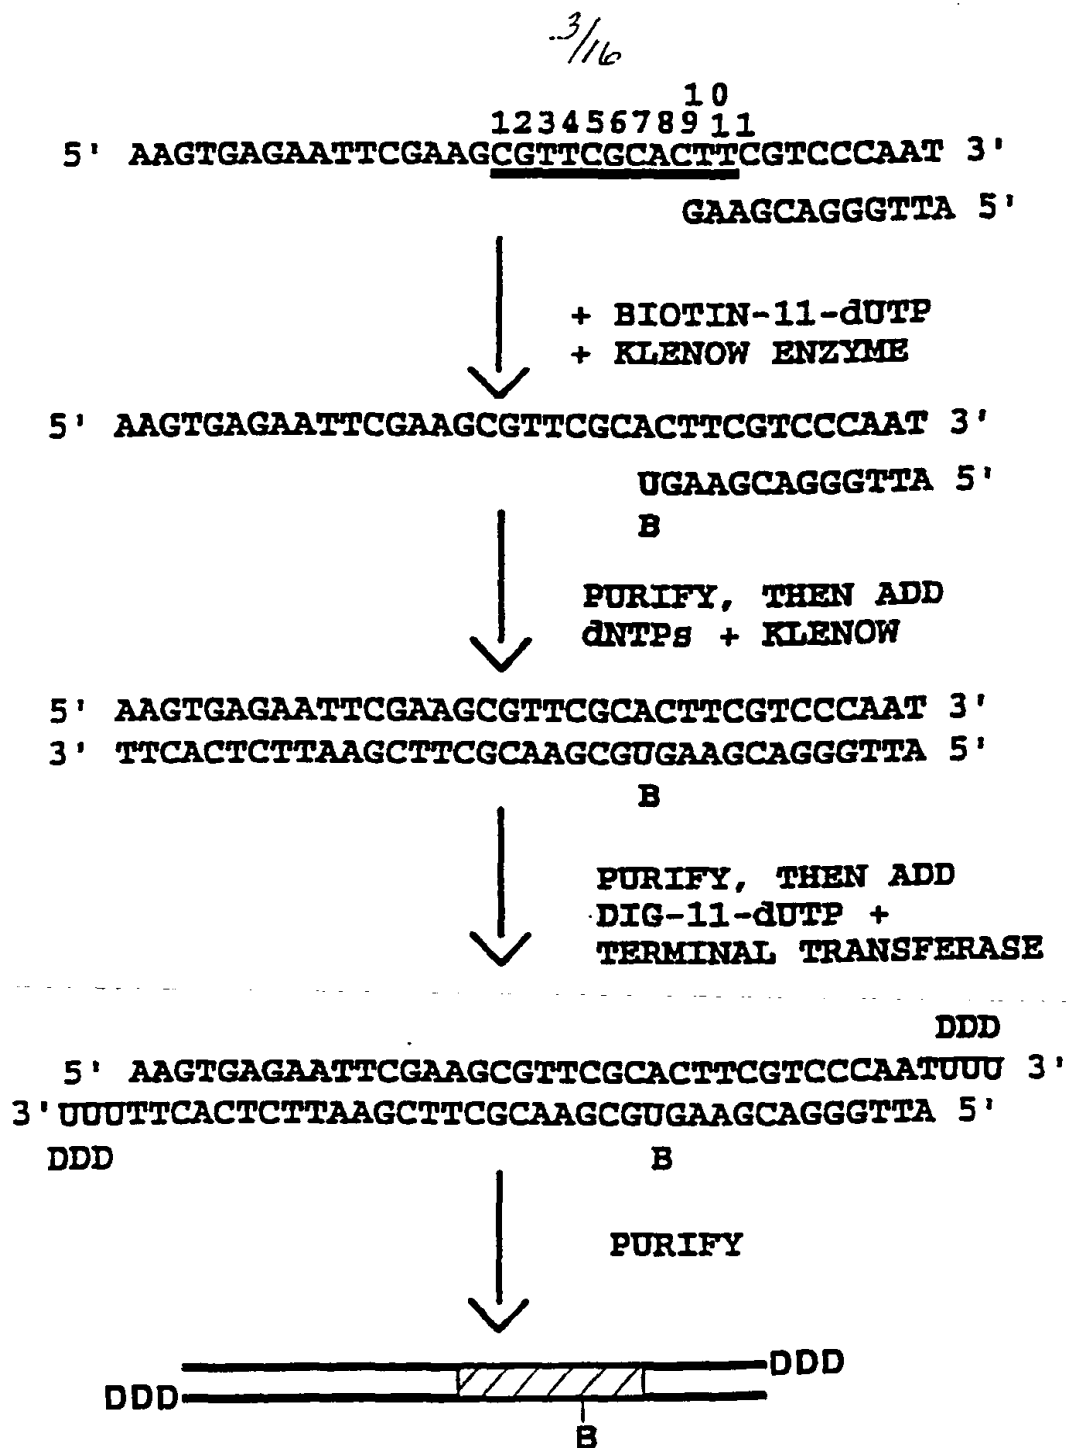 3/16
10
123456789 11
5' AAGTGAGAATTCGAAGCGTTCGCACTTCGTCCCAAT 3'
GAAGCAGGGTTA 5'
+ BIOTIN-11-dUTP
+ KLENOW ENZYME
5' AAGTGAGAATTCGAAGCGTTCGCACTTCGTCCCAAT 3'
UGAAGCAGGGTTA 5'
B
PURIFY, THEN ADD
dNTPs + KLENOW
5' AAGTGAGAATTCGAAGCGTTCGCACTTCGTCCCAAT 3'
3' TTCACTCTTAAGCTTCGCAAGCGUGAAGCAGGGTTA 5'
B
PURIFY, THEN ADD
DIG-11-dUTP +
TERMINAL TRANSFERASE
DDD
5' AAGTGAGAATTCGAAGCGTTCGCACTTCGTCCCAATUUU 3'
3'UUUTTCACTCTTAAGCTTCGCAAGCGUGAAGCAGGGTTA 5'
DDD B
PURIFY
DDD
DDD
B